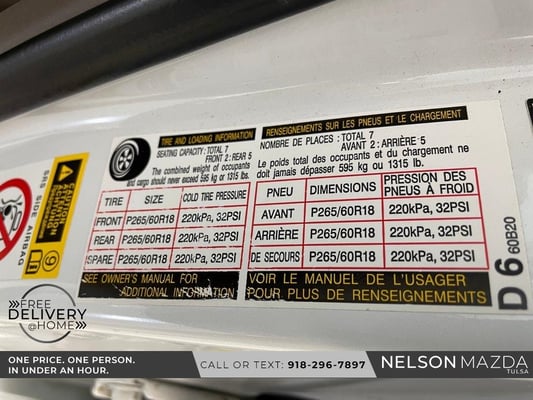 TIRE AND LOADING INFORMATION
SEATING CAPACITY: TOTAL 7
FRONT 2: REAR 5
The combined weight of occupants
and cargo should never exceed 595 kg or 1315 lb.
TIRE SIZE COLD TIRE PRESSURE
FRONT P265/60R18 220kPa, 32PSI
REAR P265/60R18 220kPa, 32PSI
SPARE P265/60R18 220kPa, 32PSI
SEE OWNER'S MANUAL FOR
ADDITIONAL INFORMATION
RENSEIGNEMENTS SUR LES PNEUS ET LE CHARGEMENT
NOMBRE DE PLACES: TOTAL 7
AVANT 2: ARRIÈRE 5
Le poids total des occupants et du chargement ne
doit jamais dépasser 595 kg ou 1315 lb.
PNEU DIMENSIONS PRESSION DES
PNEUS À FROID
AVANT P265/60R18 220kPa, 32PSI
ARRIÈRE P265/60R18 220kPa, 32PSI
DE SECOURS P265/60R18 220kPa, 32PSI
VOIR LE MANUEL DE L'USAGER
POUR PLUS DE RENSEIGNEMENTS
D 6 60B20
SRS SIDE AIRBAG
FREE
DELIVERY
@HOME
ONE PRICE. ONE PERSON.
IN UNDER AN HOUR.
CALL OR TEXT: 918-296-7897
NELSON MAZDA
TULSA